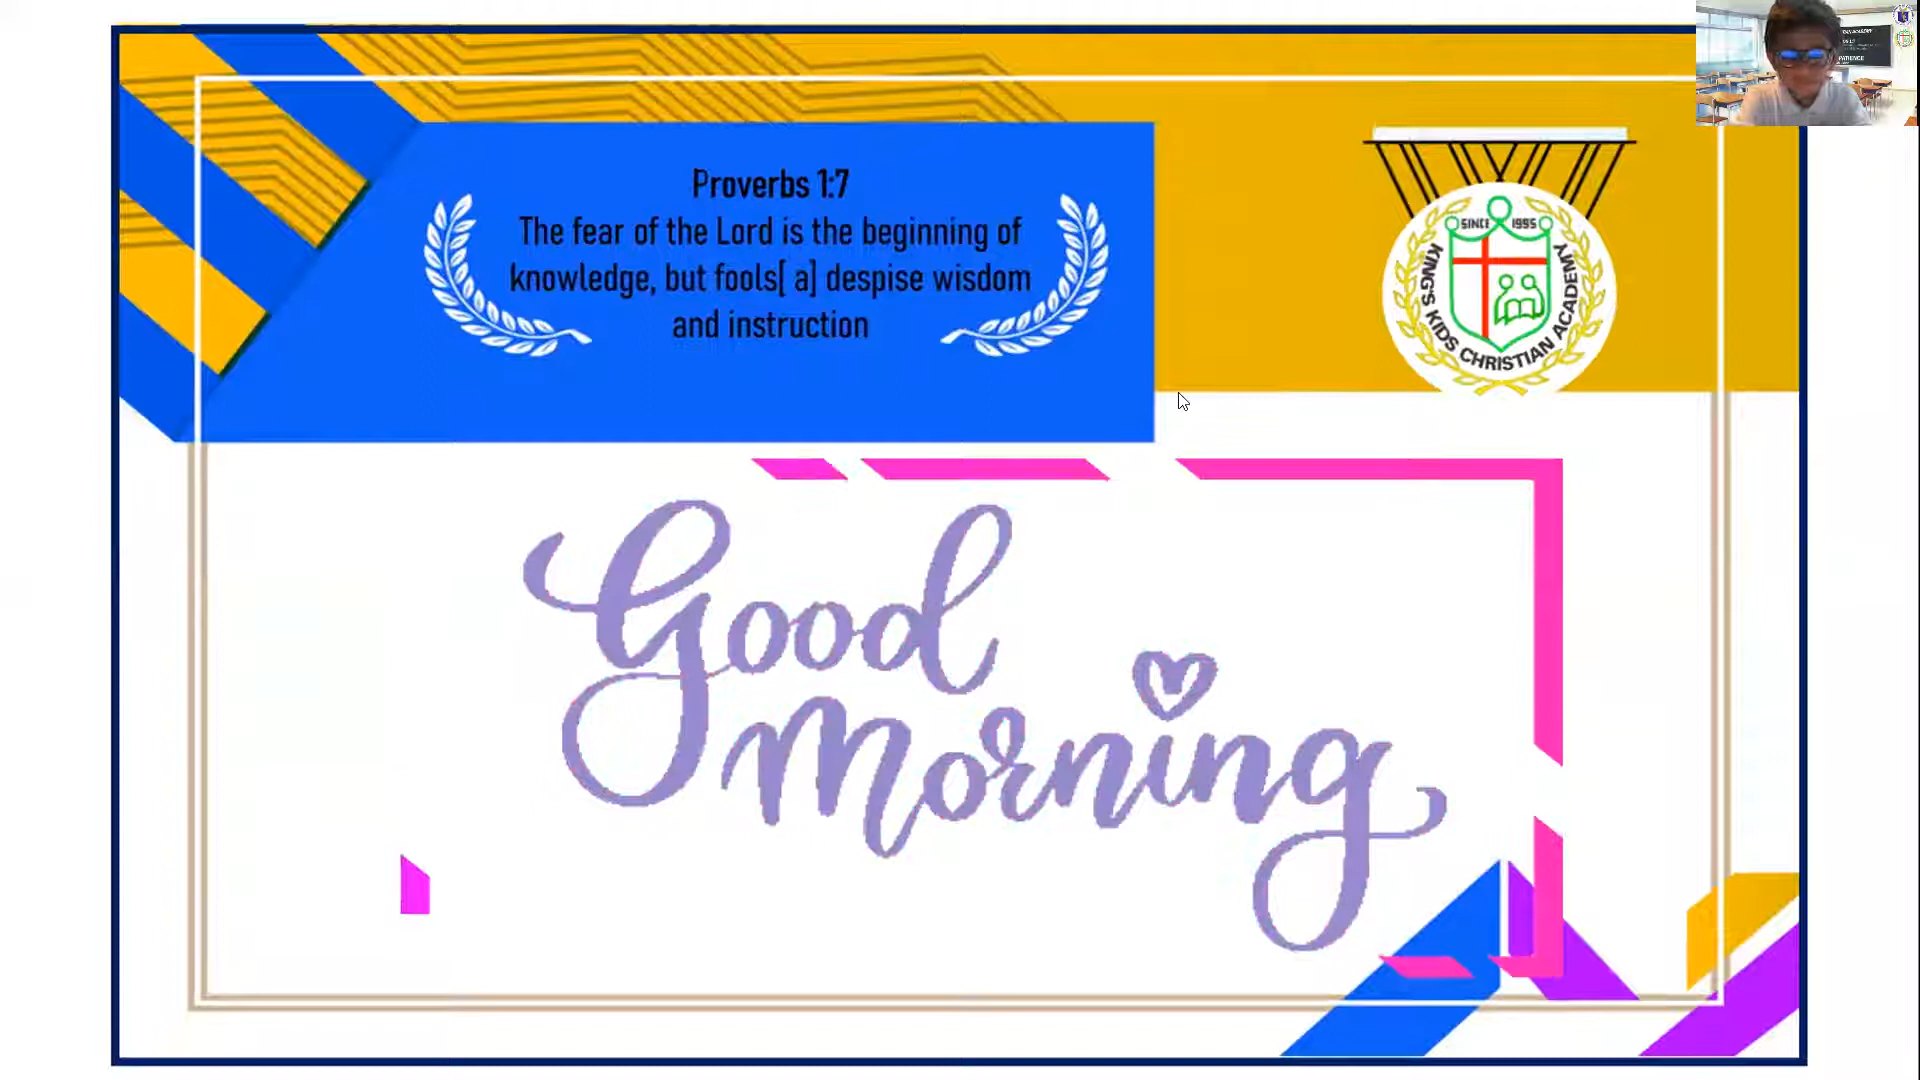 Proverbs 1:7
The fear of the Lord is the beginning of
knowledge, but fools[ a] despise wisdom
and instruction
SINCE 1995
KING'S KIDS CHRISTIAN ACADEMY
Good
Morning
PATIENCE